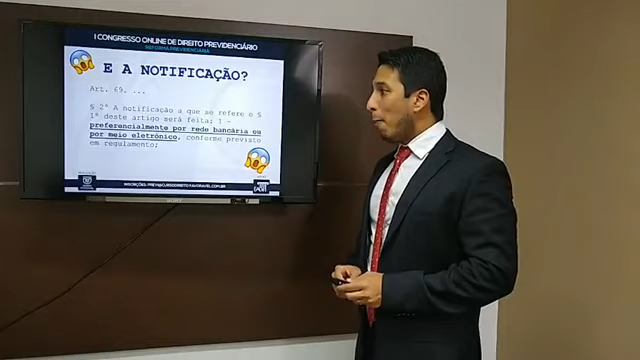 I CONGRESSO ONLINE DE DIREITO PREVIDENCIÁRIO
REFORMA PREVIDENCIÁRIA
E A NOTIFICAÇÃO?
Art. 69. ...
§ 2º A notificação a que se refere o §
1º deste artigo será feita; I -
preferencialmente por rede bancária ou
por meio eletrônico, conforme previsto
em regulamento;